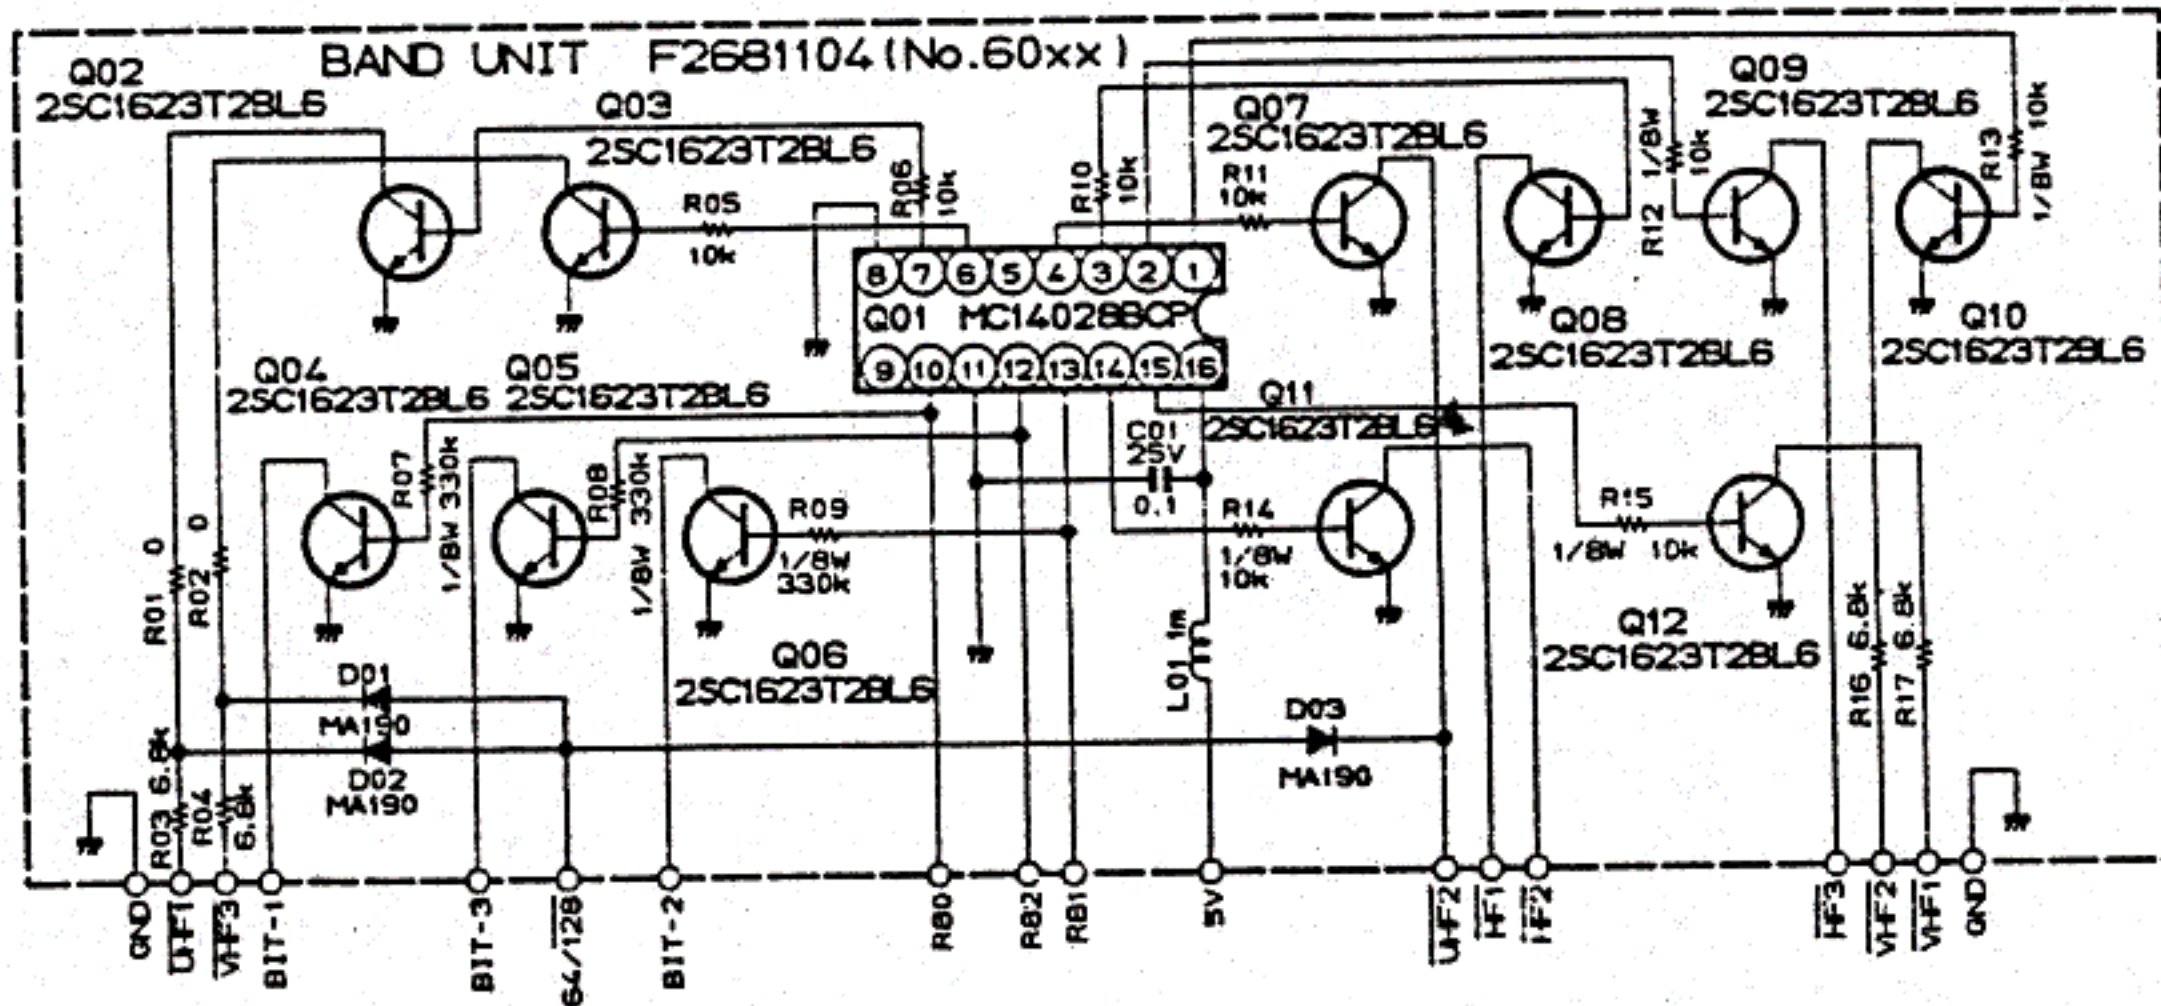 BAND UNIT F2681104(No.60xx)
Q02
2SC1623T2BL6
Q03
2SC1623T2BL6
Q07
2SC1623T2BL6
Q09
2SC1623T2BL6
R05
10k
R06
10k
R10
10k
R11
10k
R12
1/8W
10k
R13
1/8W 10k
8 7 6 5 4 3 2 1
Q01 MC14028BCP
9 10 11 12 13 14 15 16
Q08
2SC1623T2BL6
Q10
2SC1623T2BL6
Q04
2SC1623T2BL6
Q05
2SC1623T2BL6
Q11
2SC1623T2BL6
R07
1/8W 330k
R08
1/8W 330k
R09
1/8W
330k
C01
25V
0.1
R14
1/8W
10k
R15
1/8W 10k
R01 0
R02 0
Q06
2SC1623T2BL6
L01 1m
Q12
2SC1623T2BL6
R16 6.8k
R17 6.8k
D01
MA190
D02
MA190
D03
MA190
R03 6.8k
R04
6.8k
GND
UHF1
VHF3
BIT-1
BIT-3
64/128
BIT-2
RB0
RB2
RB1
5V
UHF2
HF1
HF2
HF3
VHF2
VHF1
GND